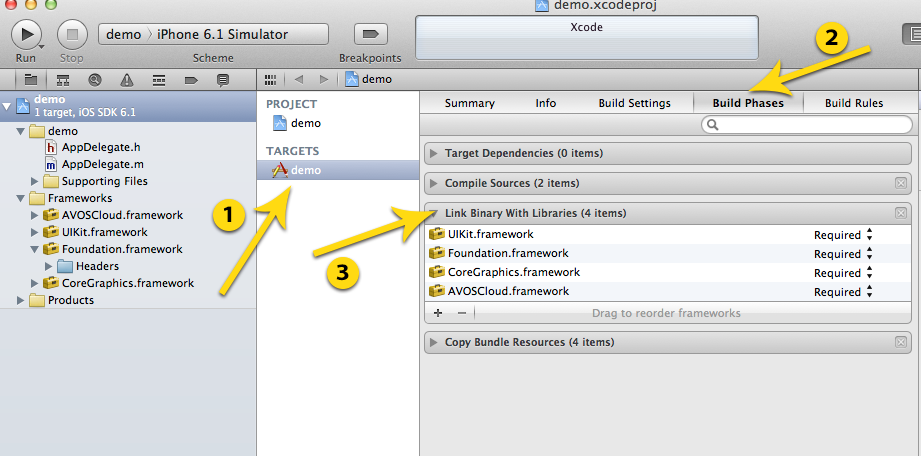 demo.xcodeproj
demo iPhone 6.1 Simulator
Xcode
2
Run Stop Scheme Breakpoints
demo
demo
1 target, iOS SDK 6.1
demo
AppDelegate.h
AppDelegate.m
Supporting Files
Frameworks
AVOSCloud.framework
UIKit.framework
Foundation.framework
Headers
CoreGraphics.framework
Products
1
PROJECT
demo
TARGETS
demo
3
Summary Info Build Settings Build Phases Build Rules
Target Dependencies (0 items)
Compile Sources (2 items)
Link Binary With Libraries (4 items)
UIKit.framework Required
Foundation.framework Required
CoreGraphics.framework Required
AVOSCloud.framework Required
+ − Drag to reorder frameworks
Copy Bundle Resources (4 items)